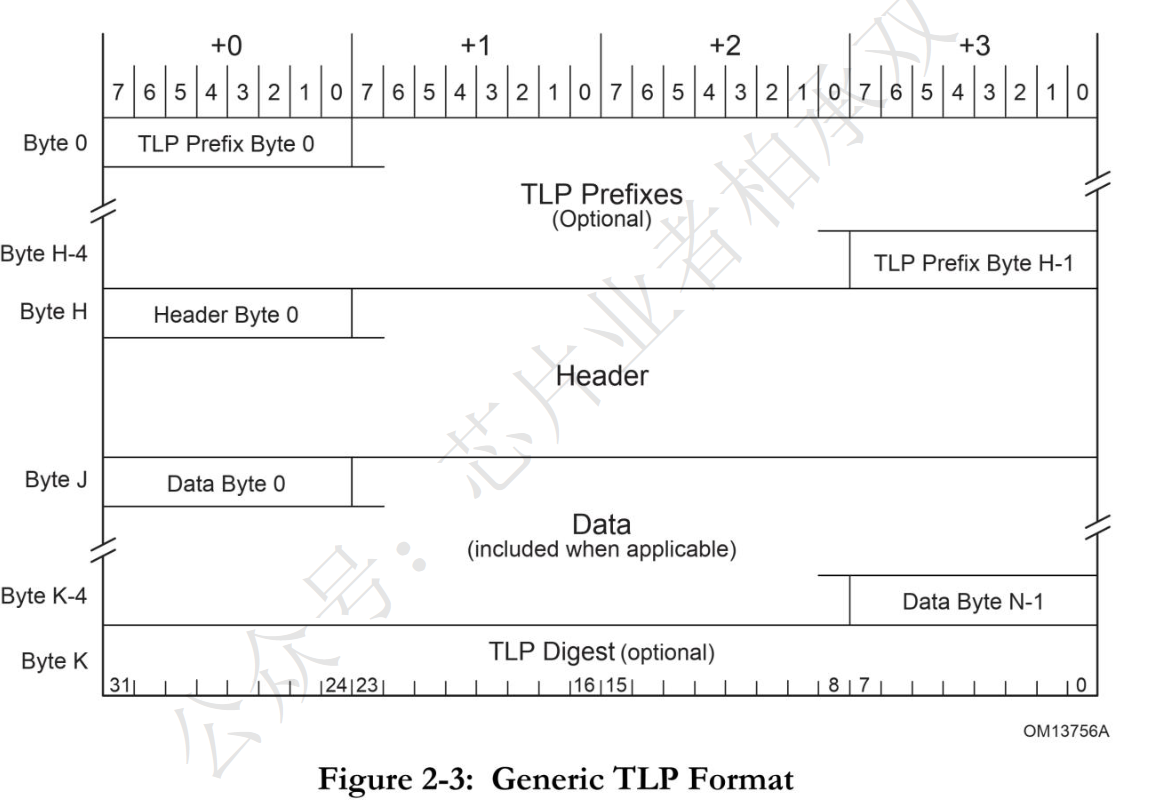 +0 +1 +2 +3
7 6 5 4 3 2 1 0 7 6 5 4 3 2 1 0 7 6 5 4 3 2 1 0 7 6 5 4 3 2 1 0
Byte 0 TLP Prefix Byte 0
TLP Prefixes
(Optional)
Byte H-4 TLP Prefix Byte H-1
Byte H Header Byte 0
Header
Byte J Data Byte 0
Data
(included when applicable)
Byte K-4 Data Byte N-1
Byte K TLP Digest (optional)
31 24 23 16 15 8 7 0
OM13756A
Figure 2-3: Generic TLP Format
公众号：芯片业者柏承双